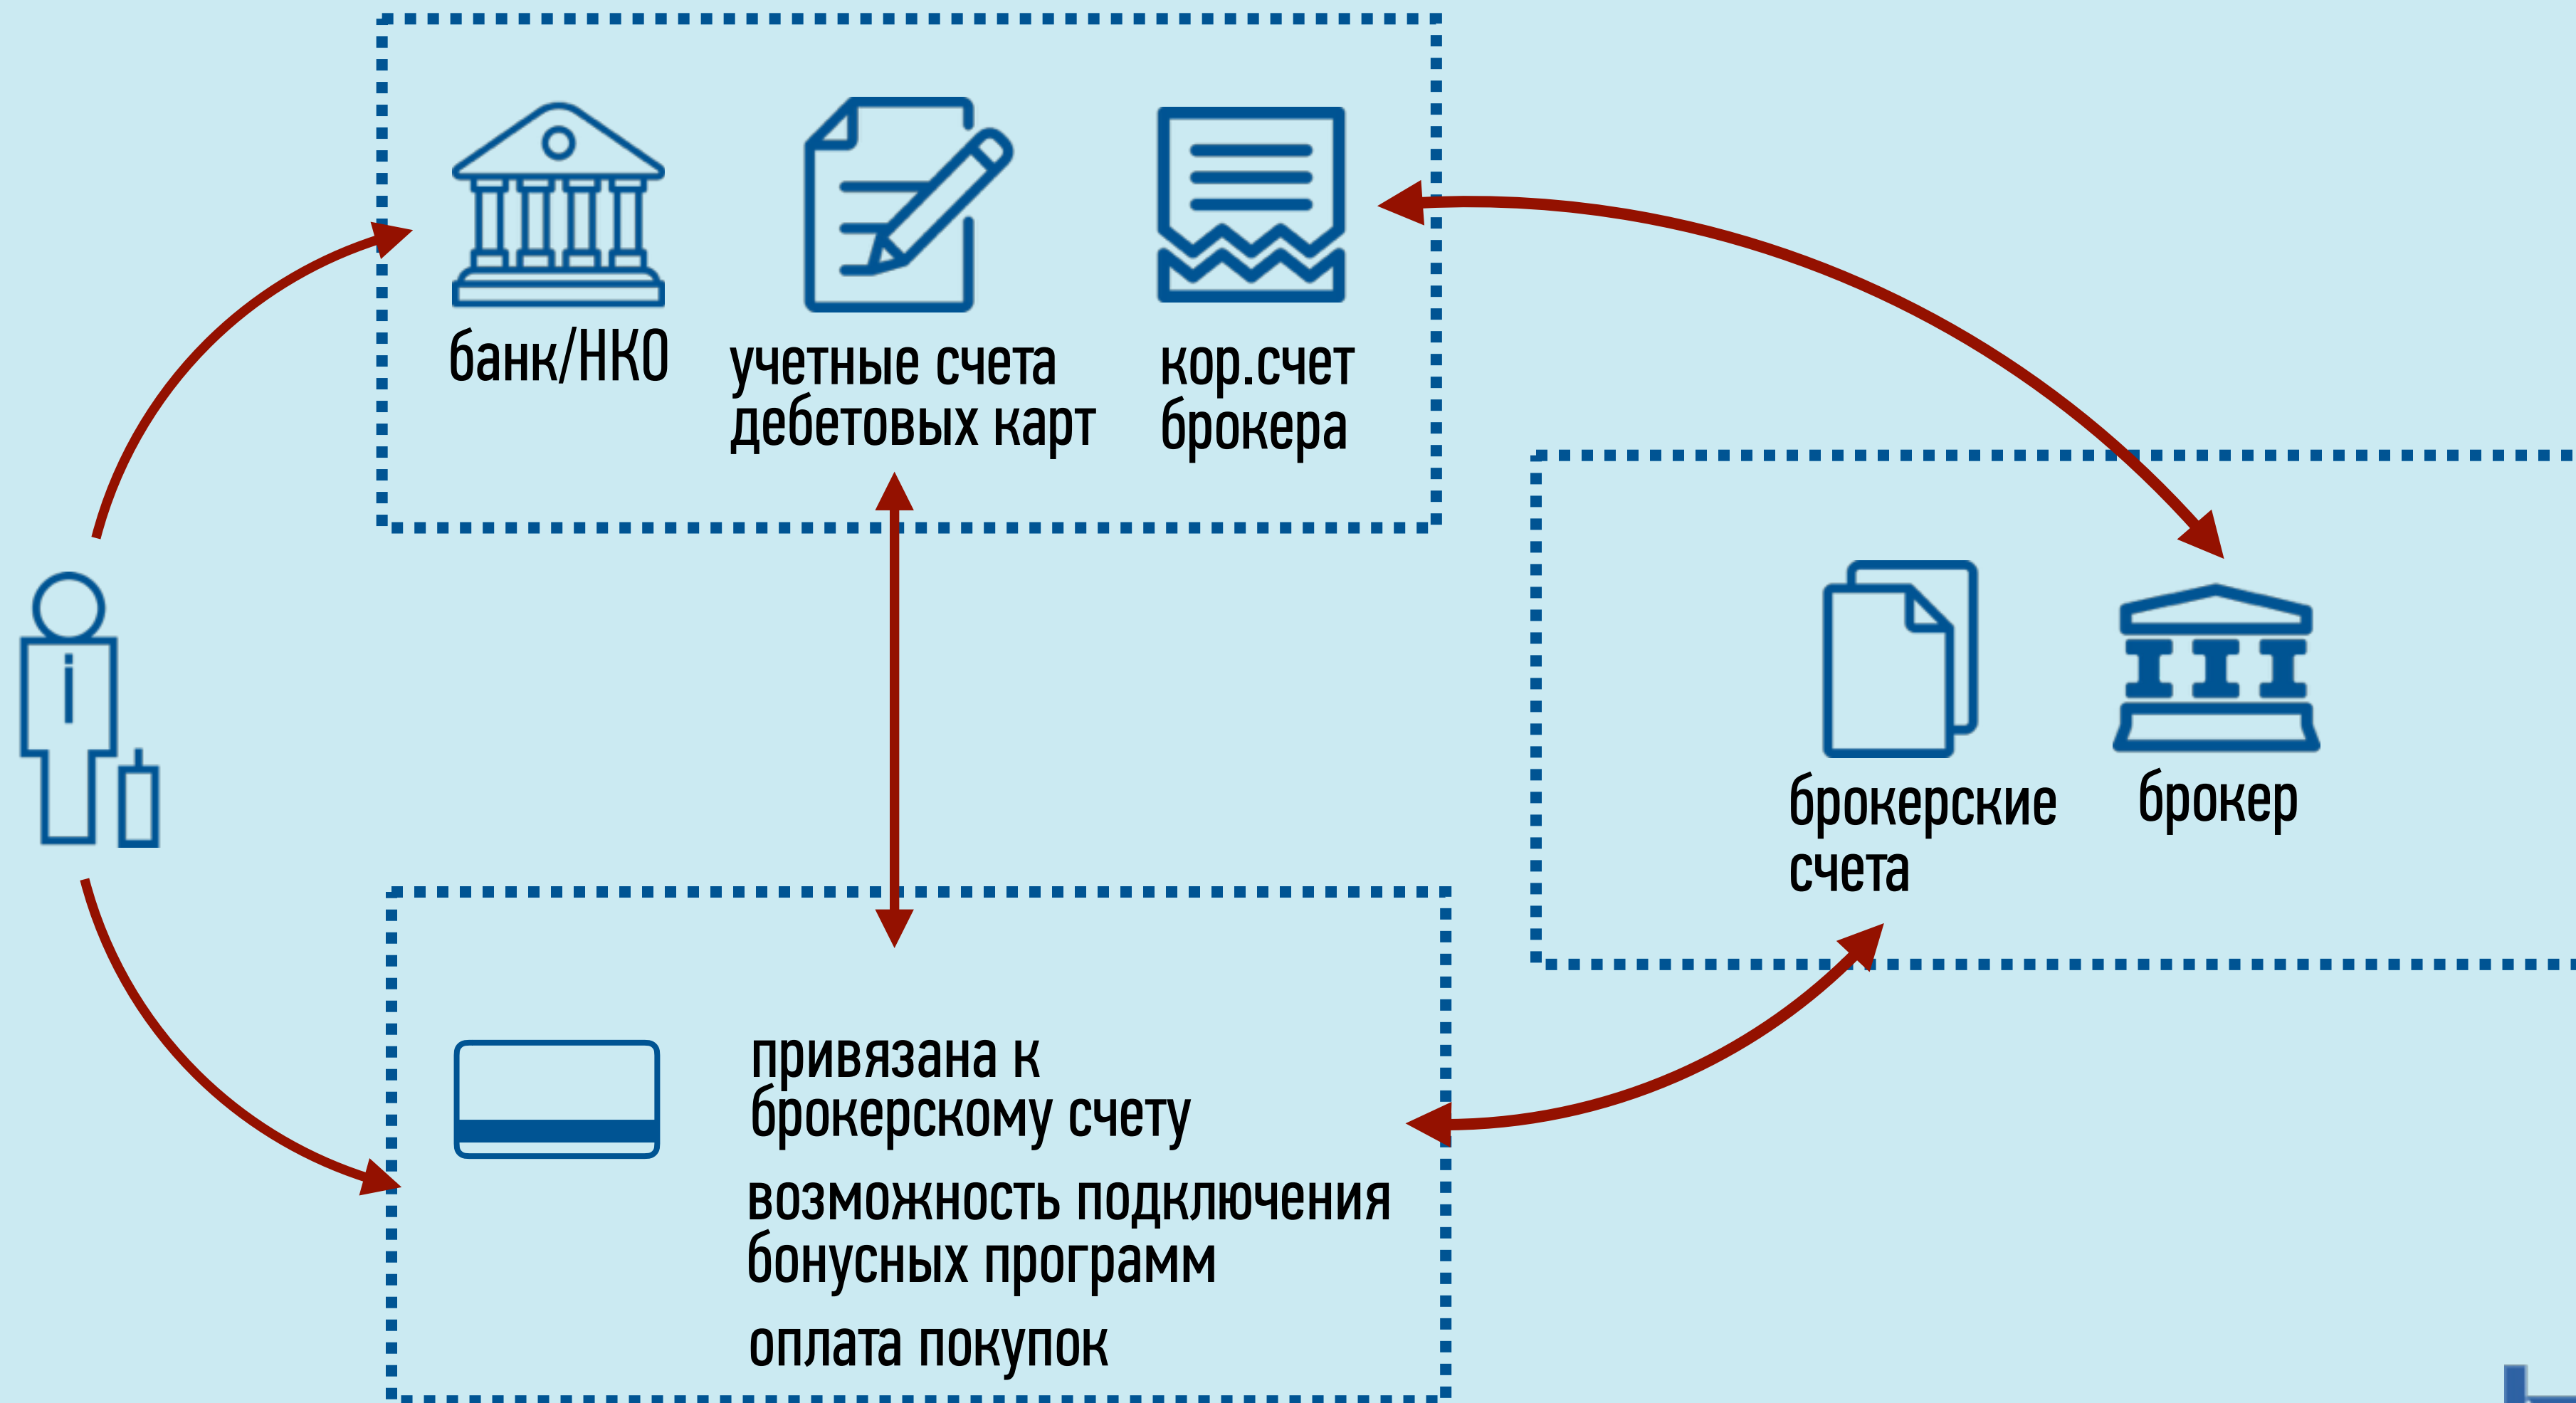 банк/НКО
учетные счета
дебетовых карт
кор.счет
брокера
i
брокерские
счета
брокер
привязана к
брокерскому счету
возможность подключения
бонусных программ
оплата покупок